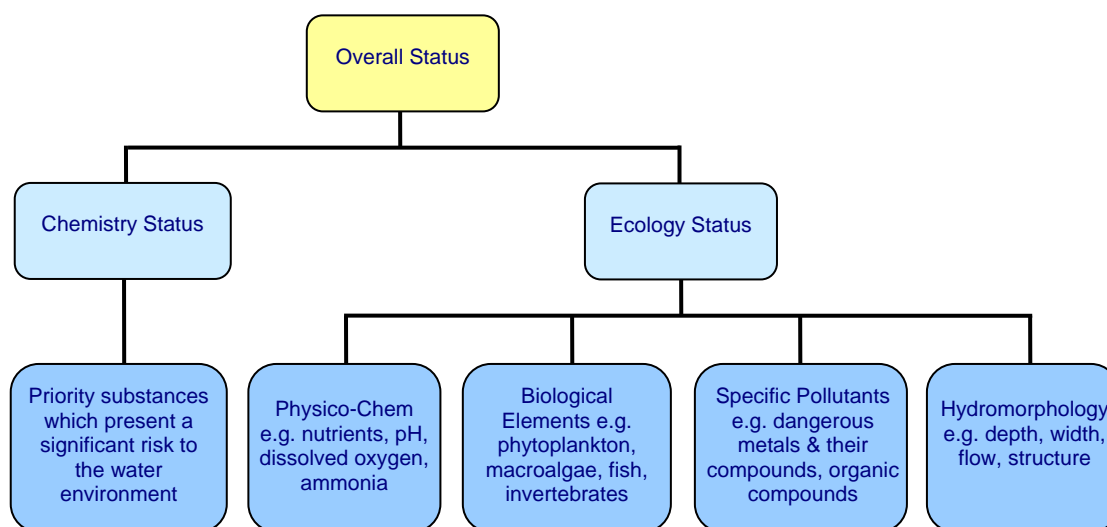 Overall Status
Chemistry Status
Ecology Status
Priority substances
which present a
significant risk to
the water
environment
Physico-Chem
e.g. nutrients, pH,
dissolved oxygen,
ammonia
Biological
Elements e.g.
phytoplankton,
macroalgae, fish,
invertebrates
Specific Pollutants
e.g. dangerous
metals & their
compounds, organic
compounds
Hydromorphology
e.g. depth, width,
flow, structure